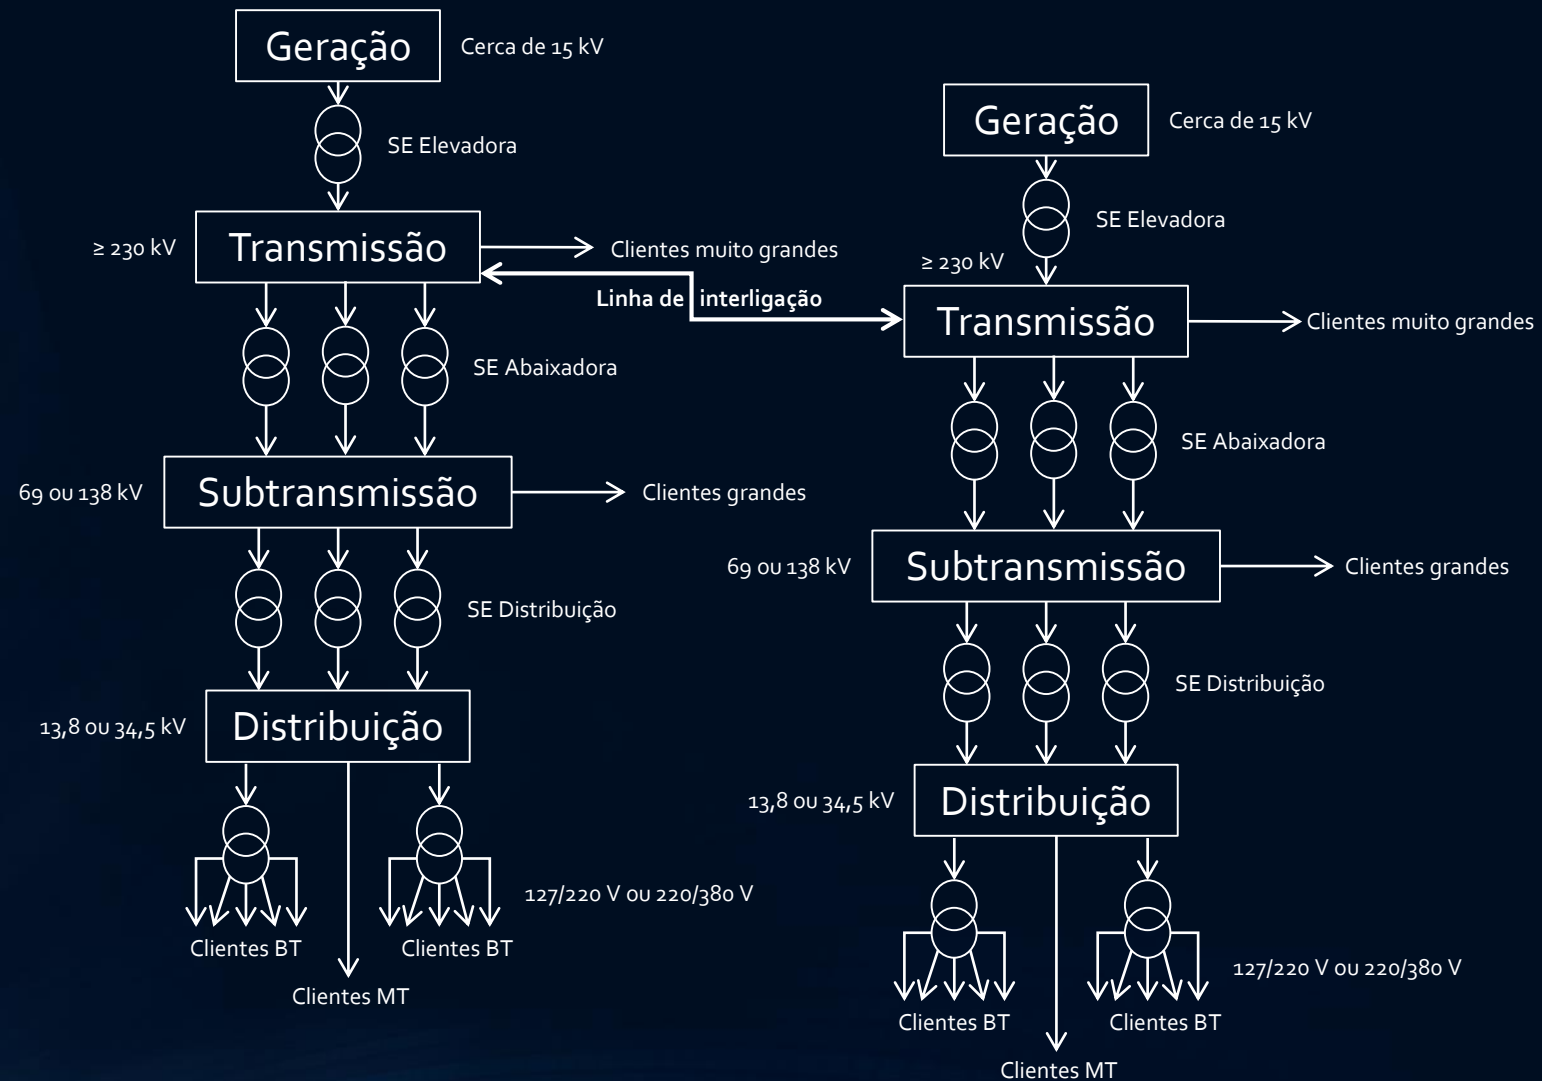 Geração
Cerca de 15 kV
SE Elevadora
≥ 230 kV
Transmissão
Clientes muito grandes
Linha de interligação
SE Abaixadora
69 ou 138 kV
Subtransmissão
Clientes grandes
SE Distribuição
13,8 ou 34,5 kV
Distribuição
127/220 V ou 220/380 V
Clientes BT
Clientes BT
Clientes MT
Geração
Cerca de 15 kV
SE Elevadora
≥ 230 kV
Transmissão
Clientes muito grandes
SE Abaixadora
69 ou 138 kV
Subtransmissão
Clientes grandes
SE Distribuição
13,8 ou 34,5 kV
Distribuição
127/220 V ou 220/380 V
Clientes BT
Clientes BT
Clientes MT